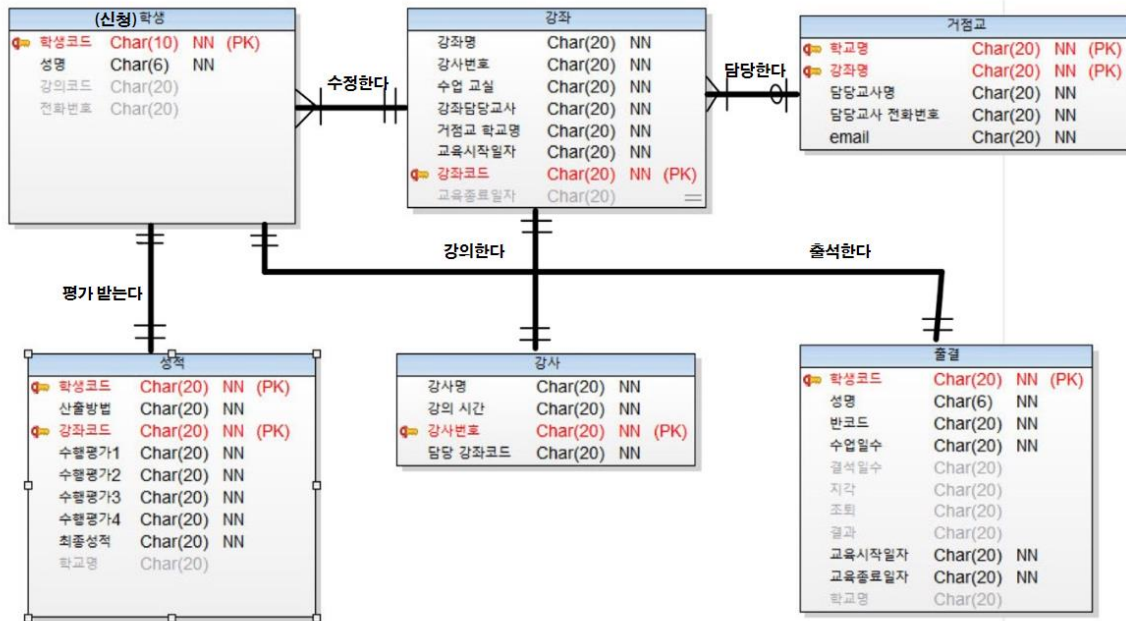 (신청)학생
학생코드 Char(10) NN (PK)
성명 Char(6) NN
강의코드 Char(20)
전화번호 Char(20)
수정한다
강좌
강좌명 Char(20) NN
강사번호 Char(20) NN
수업 교실 Char(20) NN
강좌담당교사 Char(20) NN
거점교 학교명 Char(20) NN
교육시작일자 Char(20) NN
강좌코드 Char(20) NN (PK)
교육종료일자 Char(20)
담당한다
거점교
학교명 Char(20) NN (PK)
강좌명 Char(20) NN (PK)
담당교사명 Char(20) NN
담당교사 전화번호 Char(20) NN
email Char(20) NN
평가 받는다
강의한다
출석한다
성적
학생코드 Char(20) NN (PK)
산출방법 Char(20) NN
강좌코드 Char(20) NN (PK)
수행평가1 Char(20) NN
수행평가2 Char(20) NN
수행평가3 Char(20) NN
수행평가4 Char(20) NN
최종성적 Char(20) NN
학교명 Char(20)
강사
강사명 Char(20) NN
강의 시간 Char(20) NN
강사번호 Char(20) NN (PK)
담당 강좌코드 Char(20) NN
출결
학생코드 Char(20) NN (PK)
성명 Char(6) NN
반코드 Char(20) NN
수업일수 Char(20) NN
결석일수 Char(20)
지각 Char(20)
조퇴 Char(20)
결과 Char(20)
교육시작일자 Char(20) NN
교육종료일자 Char(20) NN
학교명 Char(20)